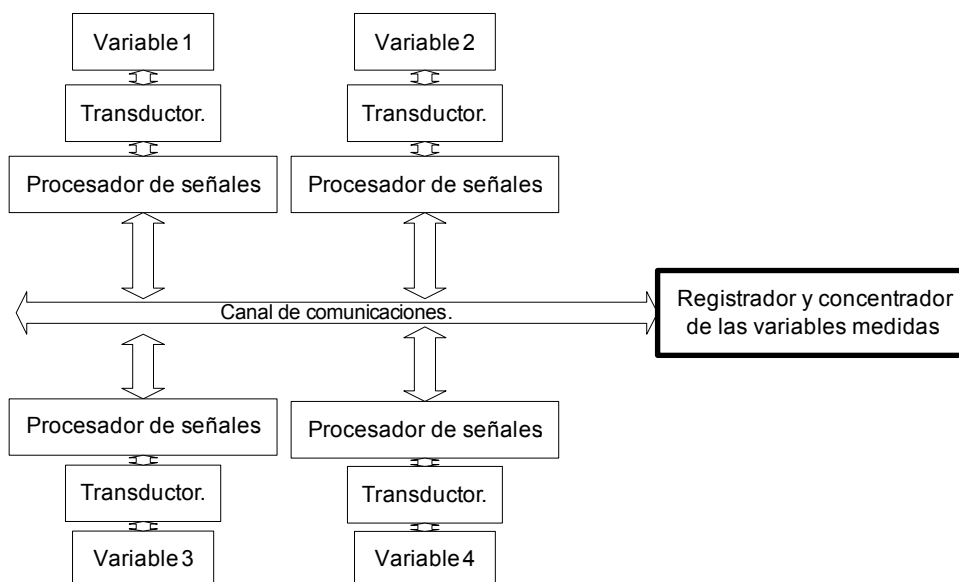 Variable 1
Variable 2
Transductor.
Transductor.
Procesador de señales
Procesador de señales
Canal de comunicaciones.
Registrador y concentrador
de las variables medidas
Procesador de señales
Procesador de señales
Transductor.
Transductor.
Variable 3
Variable 4